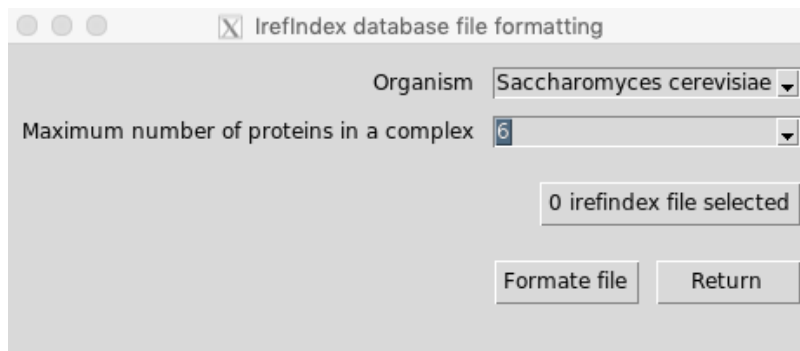 IrefIndex database file formatting
Organism Saccharomyces cerevisiae
Maximum number of proteins in a complex 6
0 irefindex file selected
Formate file Return